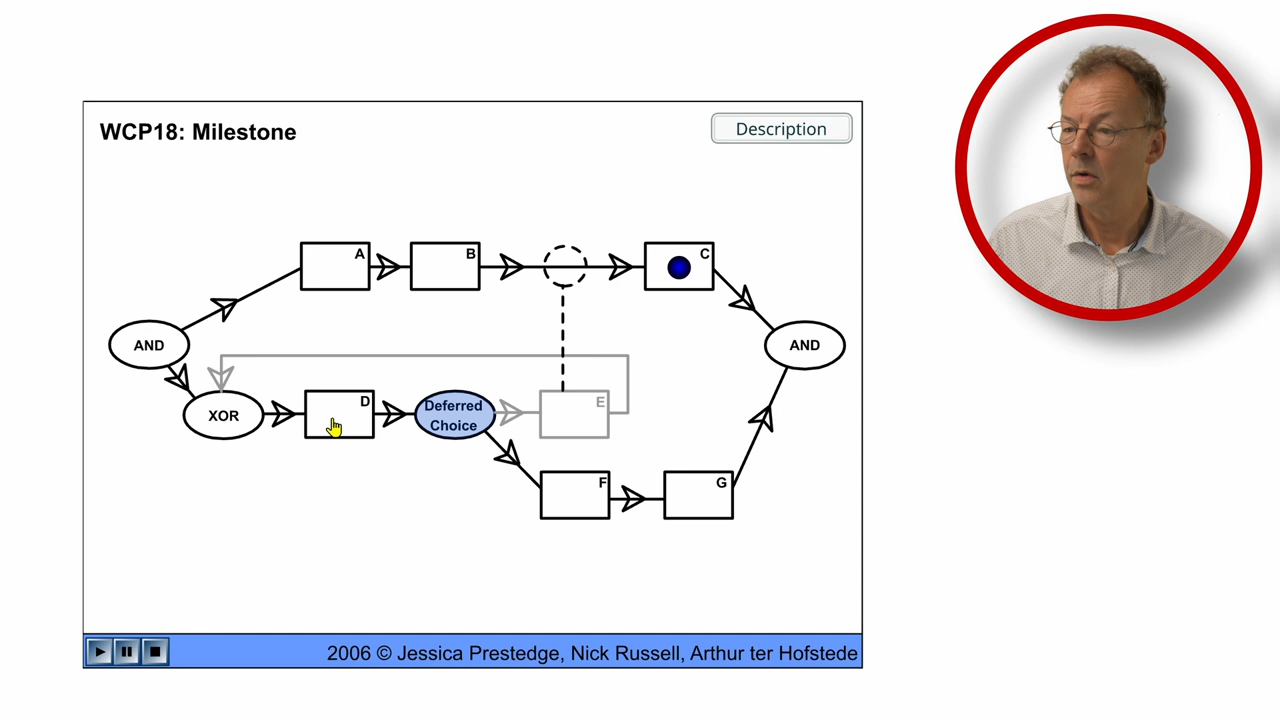 WCP18: Milestone
Description
A
B
C
AND
AND
XOR
D
Deferred
Choice
E
F
G
2006 © Jessica Prestedge, Nick Russell, Arthur ter Hofstede